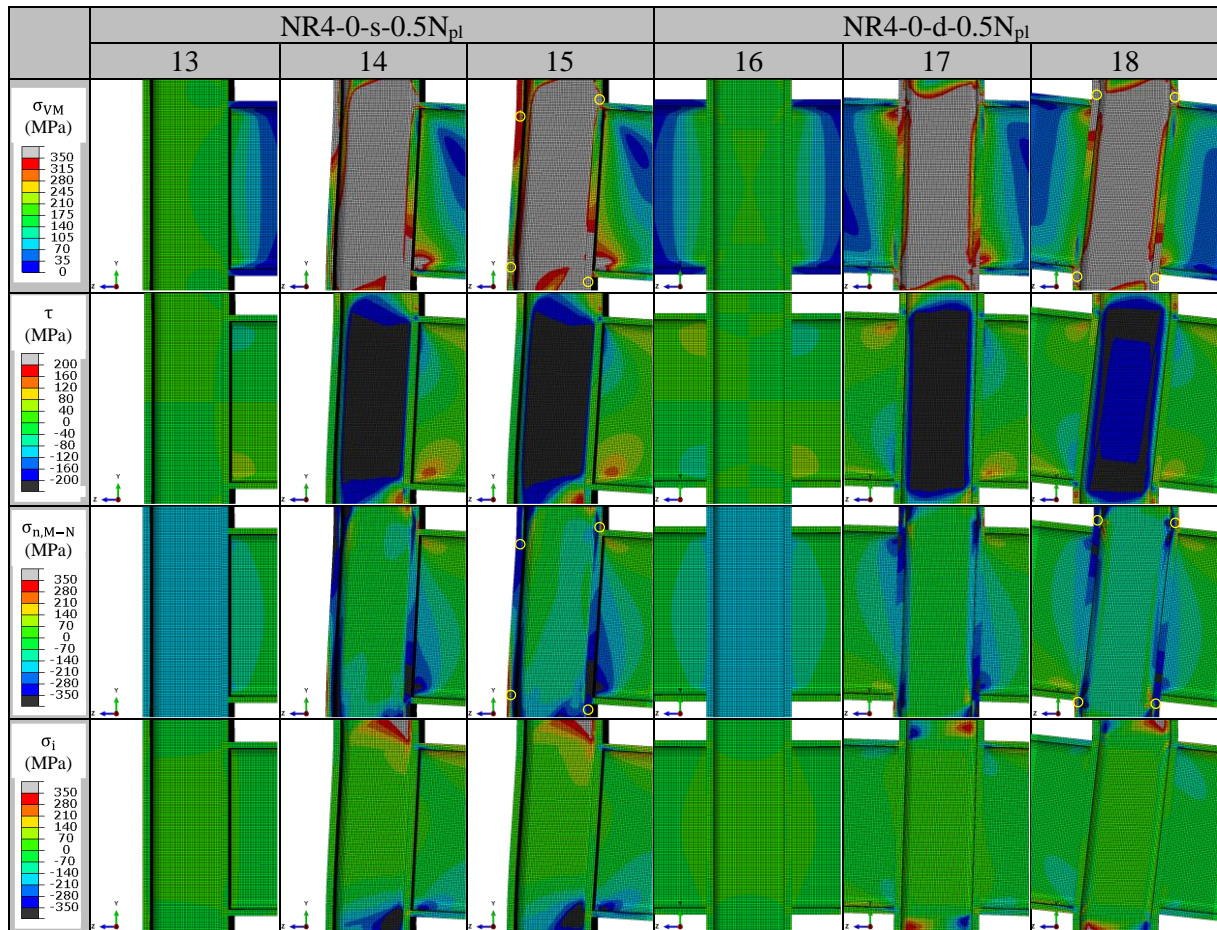 NR4-0-s-0.5Npl NR4-0-d-0.5Npl
13 14 15 16 17 18
σVM
(MPa)
350
315
280
245
210
175
140
105
70
35
0
Y Y Y Y Y Y
Z Z Z Z Z Z
τ
(MPa)
200
160
120
80
40
0
-40
-80
-120
-160
-200
Y Y Y Y Y Y
Z Z Z Z Z Z
σn,M−N
(MPa)
350
280
210
140
70
0
-70
-140
-210
-280
-350
Y Y Y Y Y Y
Z Z Z Z Z Z
σi
(MPa)
350
280
210
140
70
0
-70
-140
-210
-280
-350
Y Y Y Y Y Y
Z Z Z Z Z Z